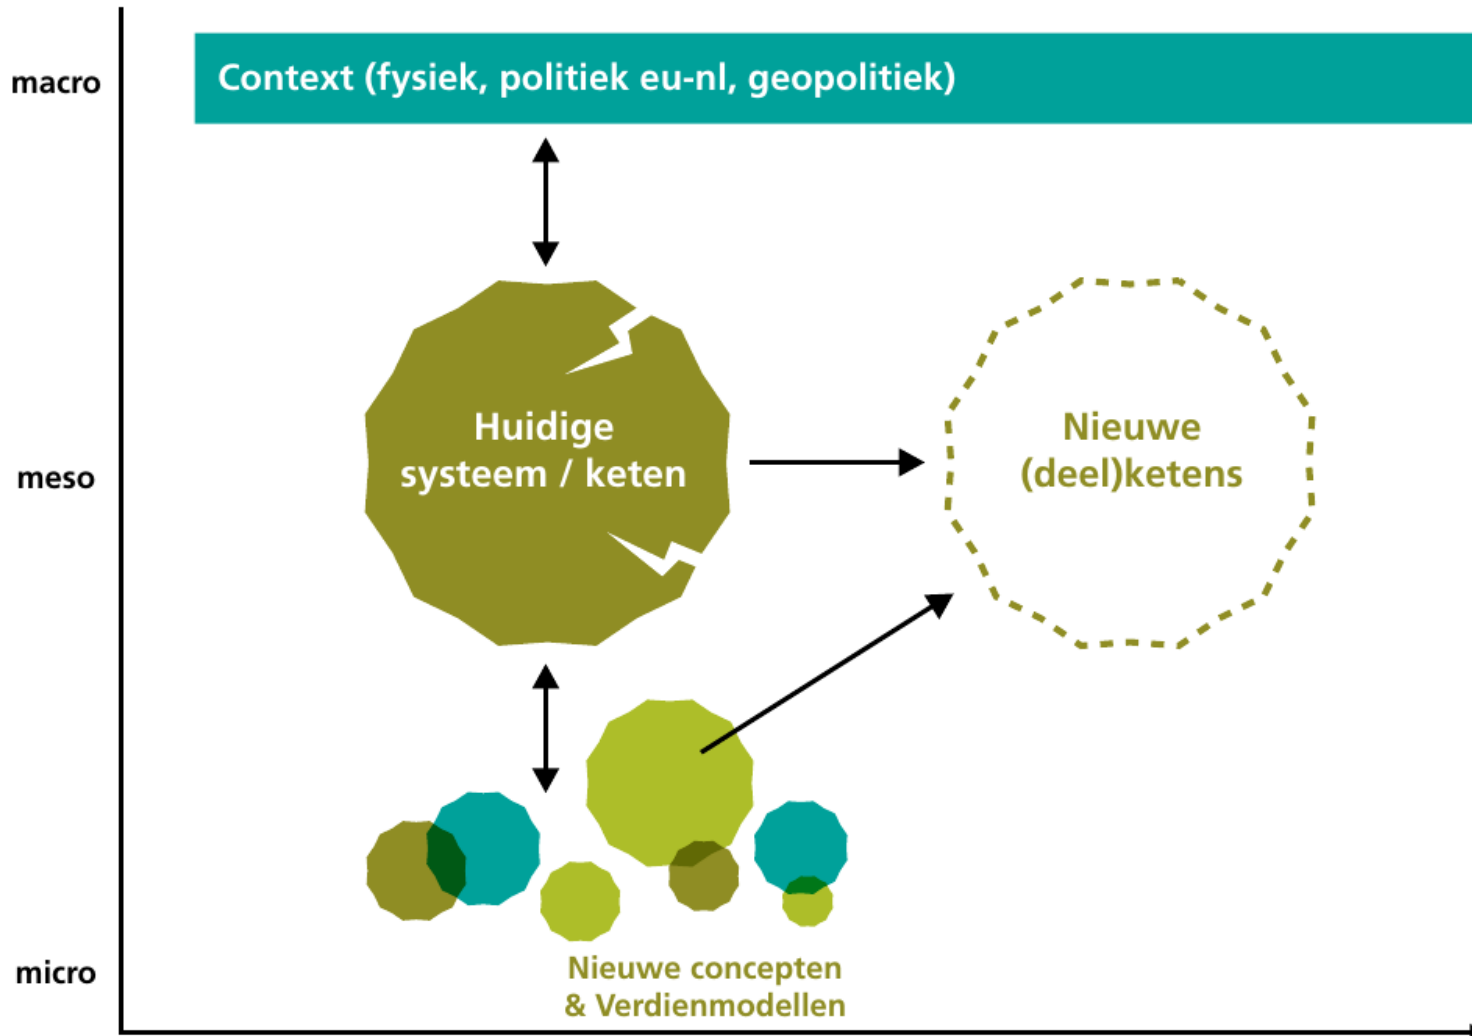 macro
Context (fysiek, politiek eu-nl, geopolitiek)
meso
Huidige
systeem / keten
Nieuwe
(deel)ketens
micro
Nieuwe concepten
& Verdienmodellen